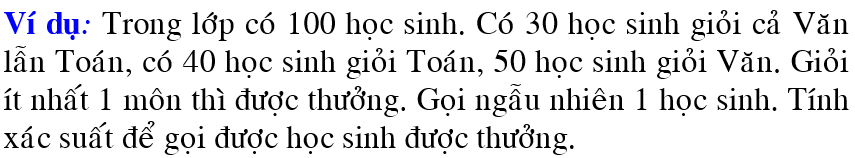 Ví dụ: Trong lớp có 100 học sinh. Có 30 học sinh giỏi cả Văn
lẫn Toán, có 40 học sinh giỏi Toán, 50 học sinh giỏi Văn. Giỏi
ít nhất 1 môn thì được thưởng. Gọi ngẫu nhiên 1 học sinh. Tính
xác suất để gọi được học sinh được thưởng.